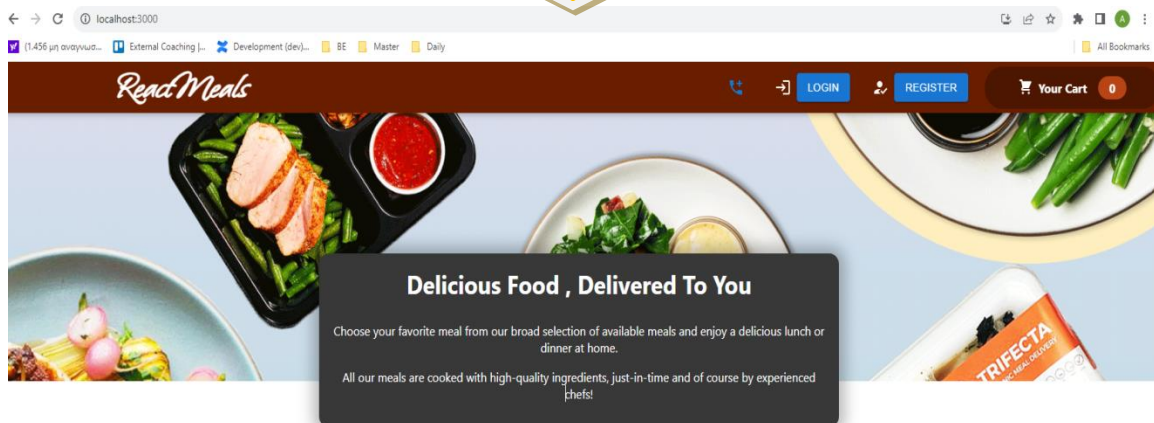 localhost:3000
(1.456 μη αναγνωσ... External Coaching |... Development (dev)... BE Master Daily All Bookmarks
ReactMeals LOGIN REGISTER Your Cart 0
Delicious Food , Delivered To You
Choose your favorite meal from our broad selection of available meals and enjoy a delicious lunch or
dinner at home.
All our meals are cooked with high-quality ingredients, just-in-time and of course by experienced
chefs!
TRIFECTA
MEAL DELIVERY